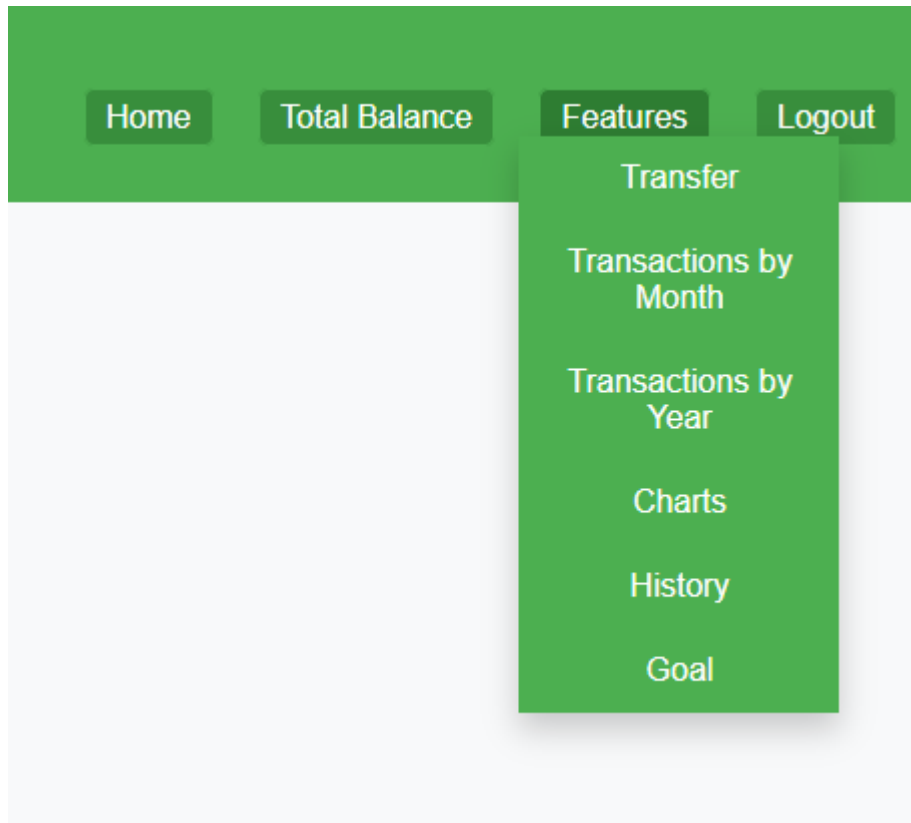 Home Total Balance Features Logout
Transfer
Transactions by
Month
Transactions by
Year
Charts
History
Goal